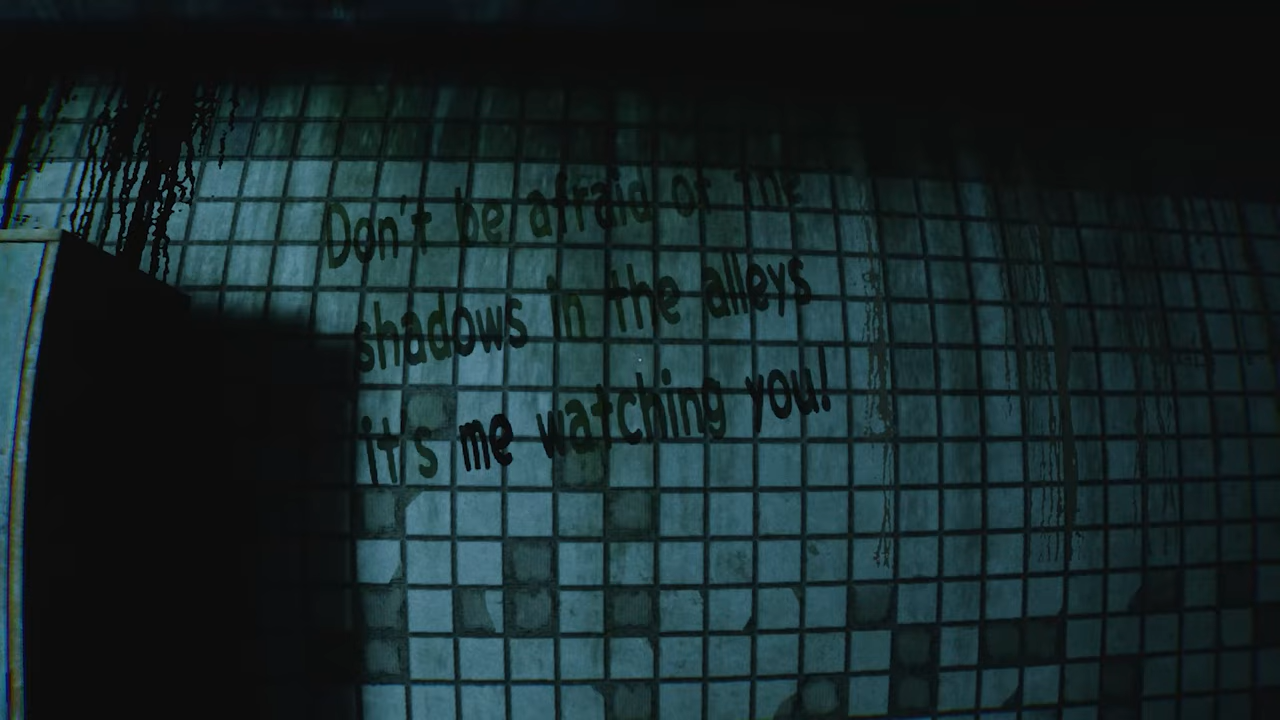 Don't be afraid of the
shadows in the alleys
it's me watching you!